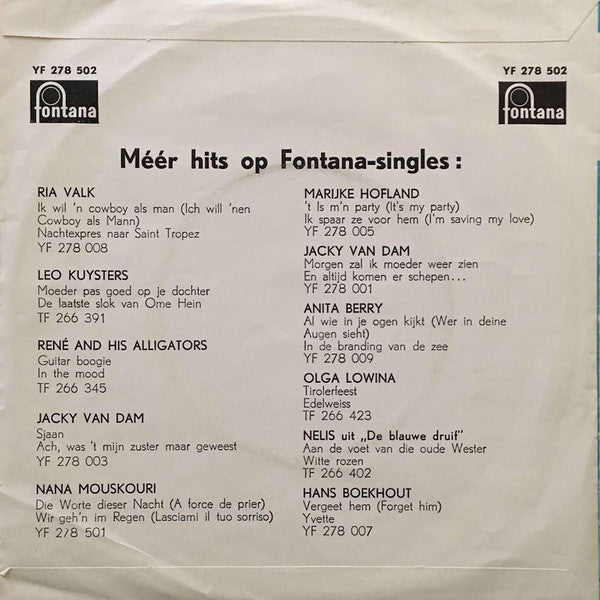 YF 278 502
YF 278 502
fontana
fontana
Méér hits op Fontana-singles:
RIA VALK
Ik wil 'n cowboy als man (Ich will 'nen
Cowboy als Mann)
Nachtexpres naar Saint Tropez
YF 278 008
LEO KUYSTERS
Moeder pas goed op je dochter
De laatste slok van Ome Hein
TF 266 391
RENÉ AND HIS ALLIGATORS
Guitar boogie
In the mood
TF 266 345
JACKY VAN DAM
Sjaan
Ach, was 't mijn zuster maar geweest
YF 278 003
NANA MOUSKOURI
Die Worte dieser Nacht (A force de prier)
Wir geh'n im Regen (Lasciami il tuo sorriso)
YF 278 501
MARIJKE HOFLAND
't Is m'n party (It's my party)
Ik spaar ze voor hem (I'm saving my love)
YF 278 005
JACKY VAN DAM
Morgen zal ik moeder weer zien
En altijd komen er schepen...
YF 278 001
ANITA BERRY
Al wie in je ogen kijkt (Wer in deine
Augen sieht)
In de branding van de zee
YF 278 009
OLGA LOWINA
Tirolerfeest
Edelweiss
TF 266 423
NELIS uit „De blauwe druif"
Aan de voet van die oude Wester
Witte rozen
TF 266 402
HANS BOEKHOUT
Vergeet hem (Forget him)
Yvette
YF 278 007